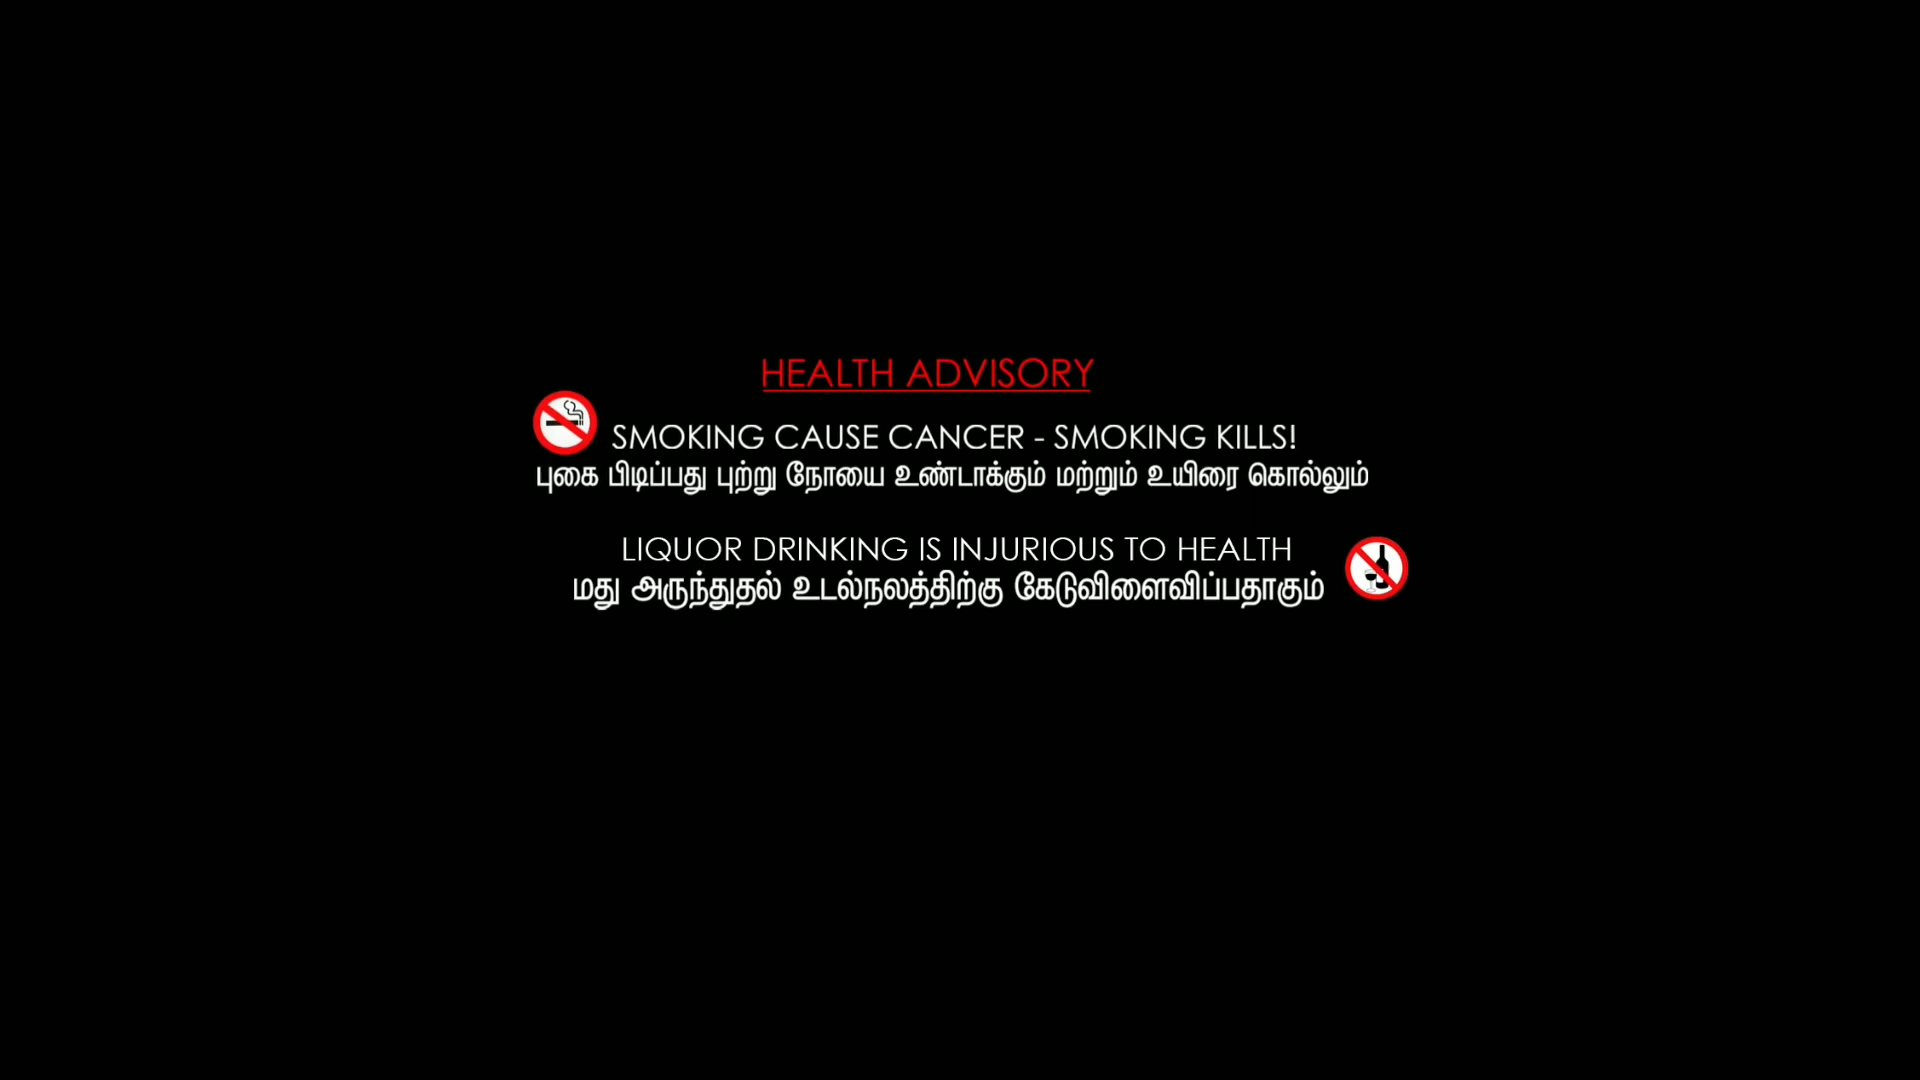 HEALTH ADVISORY
SMOKING CAUSE CANCER - SMOKING KILLS!
புகை பிடிப்பது புற்று நோயை உண்டாக்கும் மற்றும் உயிரை கொல்லும்
LIQUOR DRINKING IS INJURIOUS TO HEALTH
மது அருந்துதல் உடல்நலத்திற்கு கேடுவிளைவிப்பதாகும்